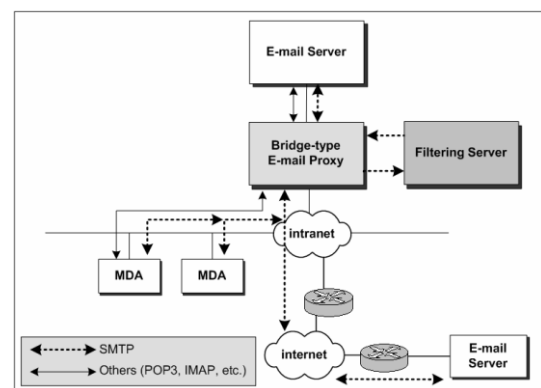 E-mail Server
Bridge-type
E-mail Proxy
Filtering Server
intranet
MDA
MDA
internet
E-mail
Server
SMTP
Others (POP3, IMAP, etc.)